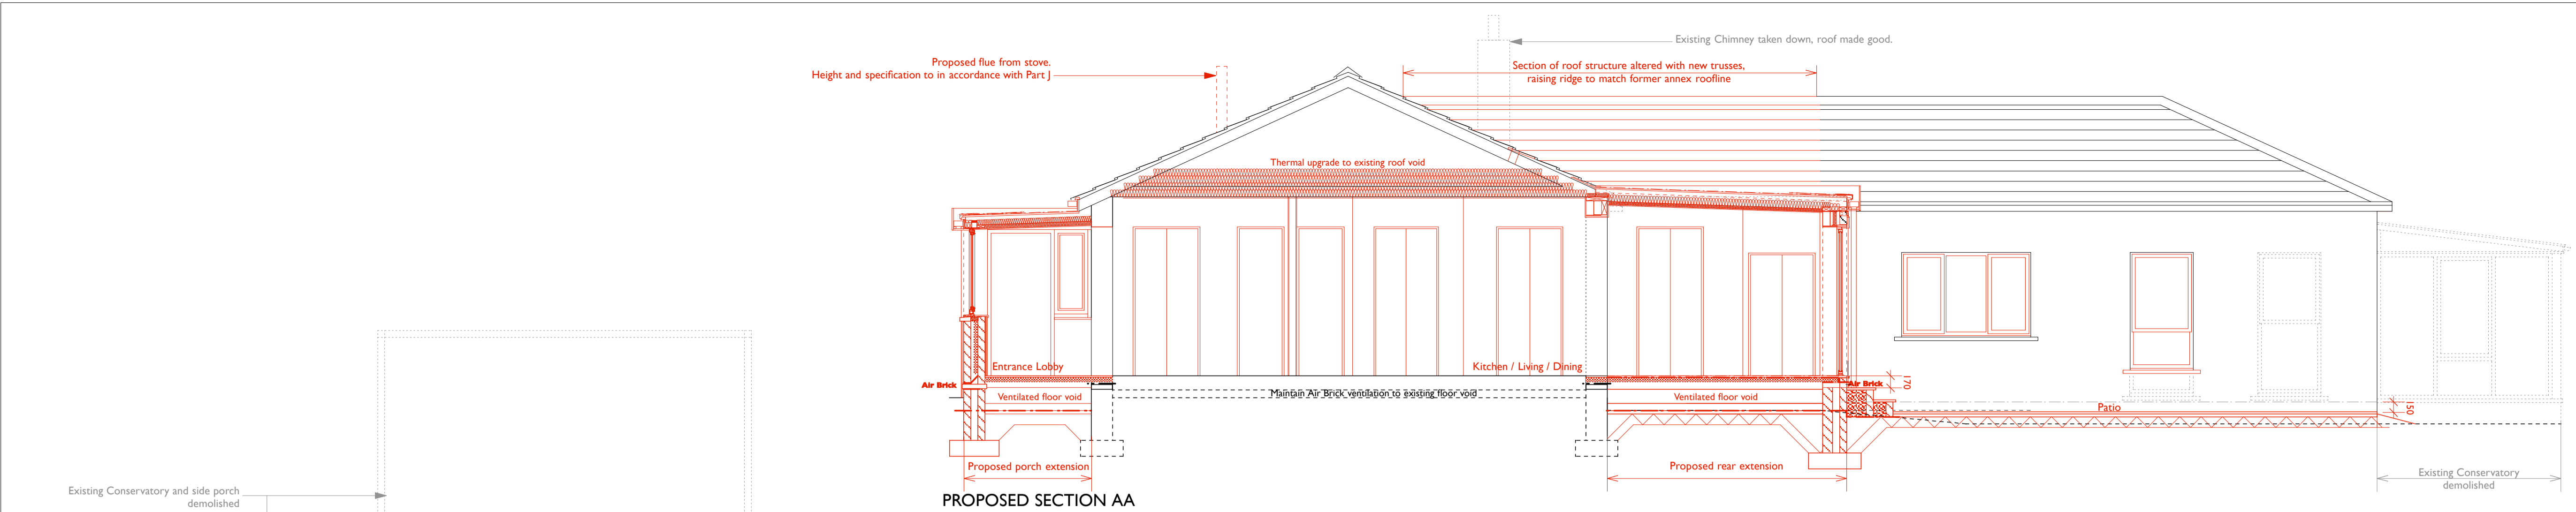 Existing Chimney taken down, roof made good.
Proposed flue from stove.
Height and specification to in accordance with Part J
Section of roof structure altered with new trusses,
raising ridge to match former annex roofline
Thermal upgrade to existing roof void
Entrance Lobby
Kitchen / Living / Dining
Air Brick
Air Brick
170
Ventilated floor void
Maintain Air Brick ventilation to existing floor void
Ventilated floor void
Patio
150
Proposed porch extension
Proposed rear extension
Existing Conservatory
demolished
Existing Conservatory and side porch
demolished
PROPOSED SECTION AA